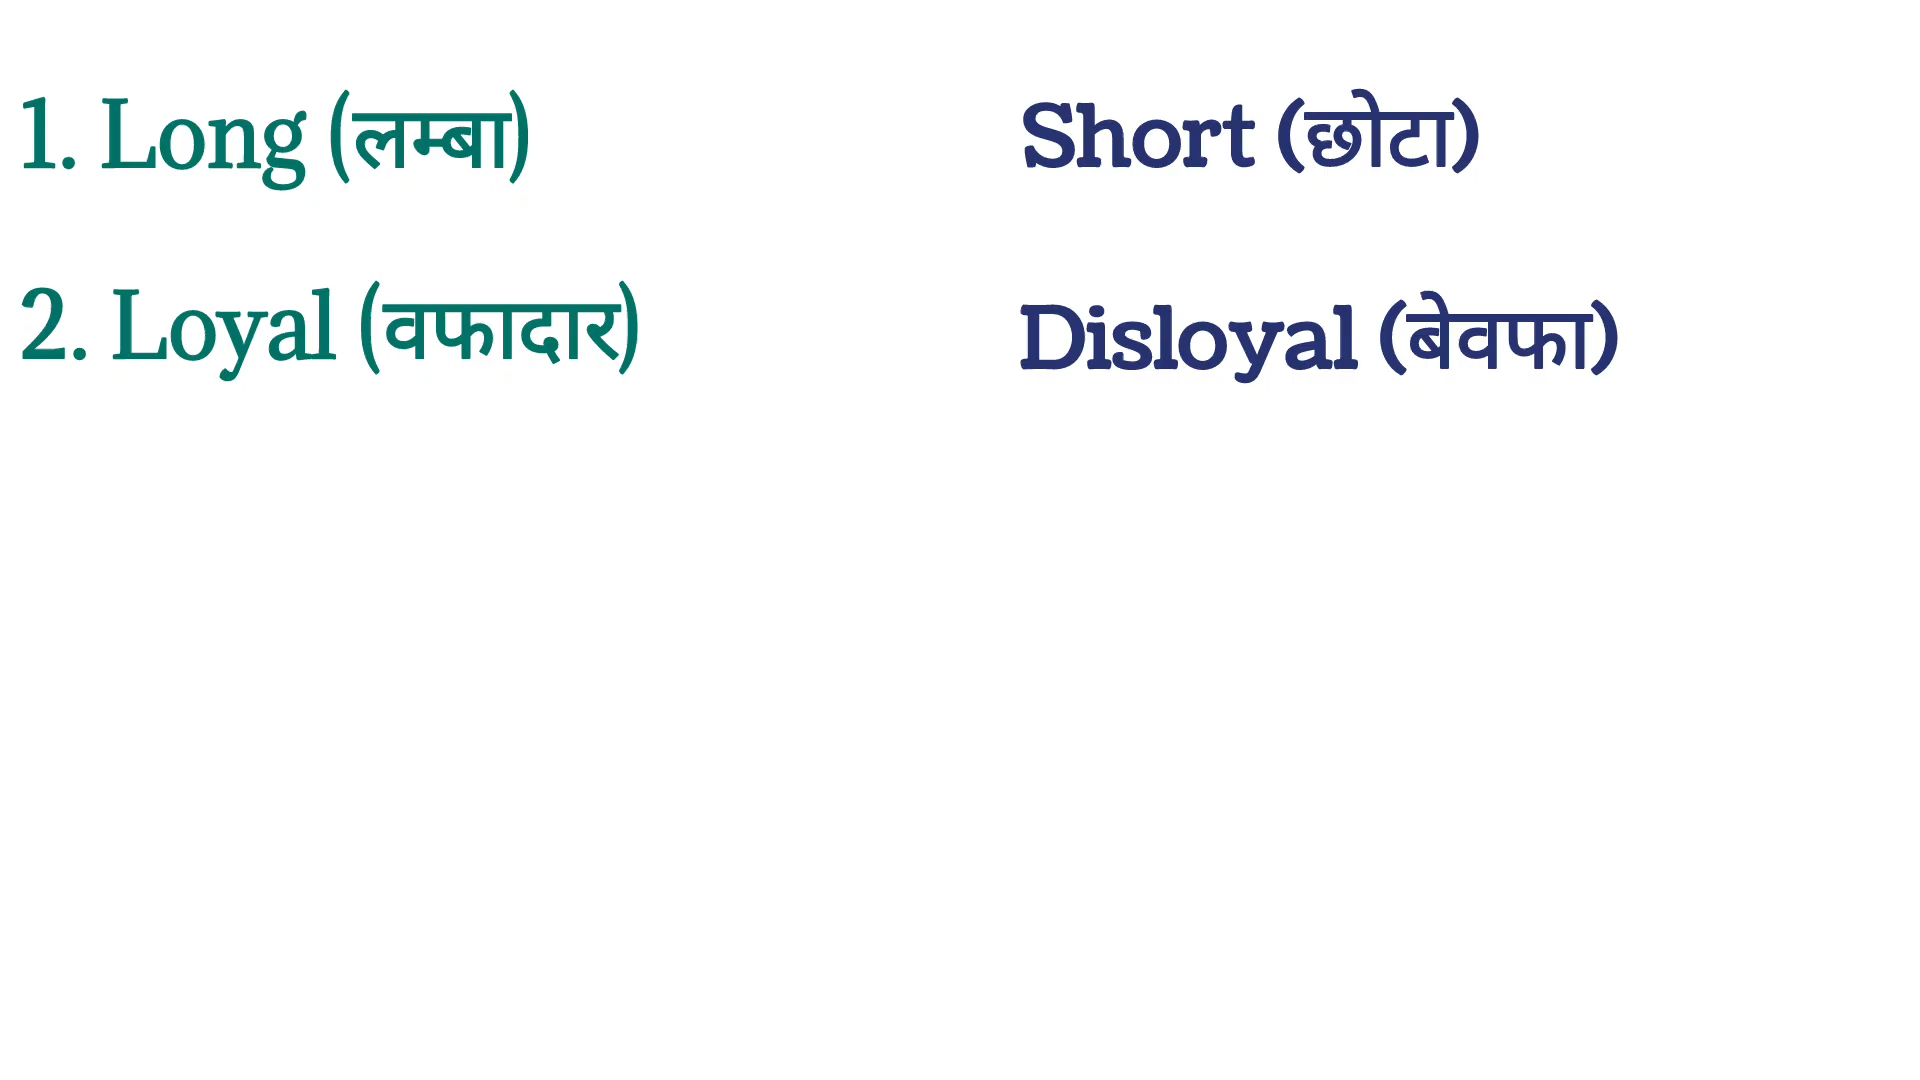 1. Long (लम्बा) Short (छोटा)
2. Loyal (वफादार) Disloyal (बेवफा)